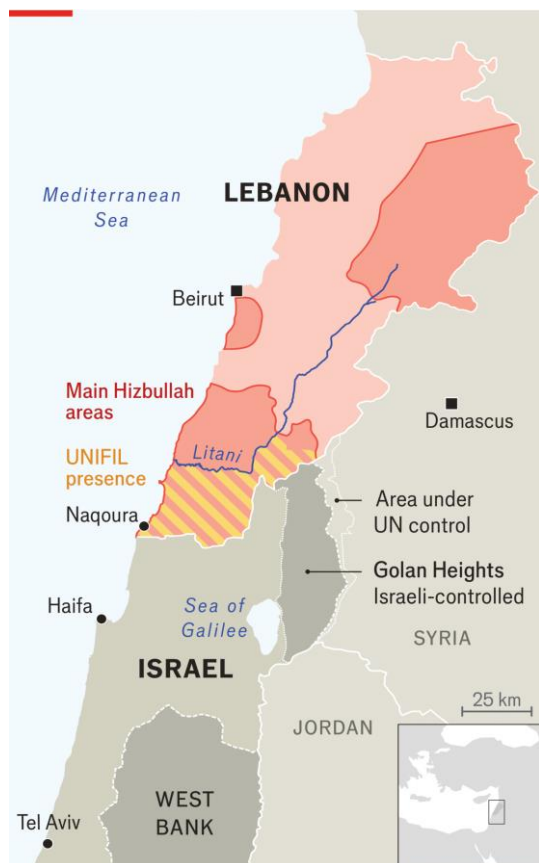 Mediterranean
Sea
LEBANON
Beirut
Main Hizbullah
areas
Damascus
Litani
UNIFIL
presence
Area under
UN control
Naqoura
Golan Heights
Israeli-controlled
Haifa
Sea of
Galilee
SYRIA
ISRAEL
25 km
JORDAN
WEST
BANK
Tel Aviv